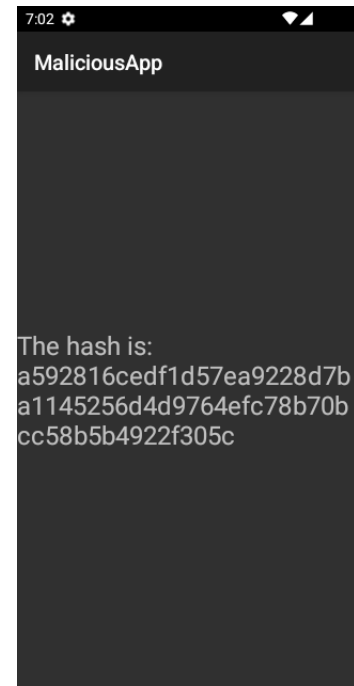 7:02
MaliciousApp
The hash is:
a592816cedf1d57ea9228d7b
a1145256d4d9764efc78b70b
cc58b5b4922f305c